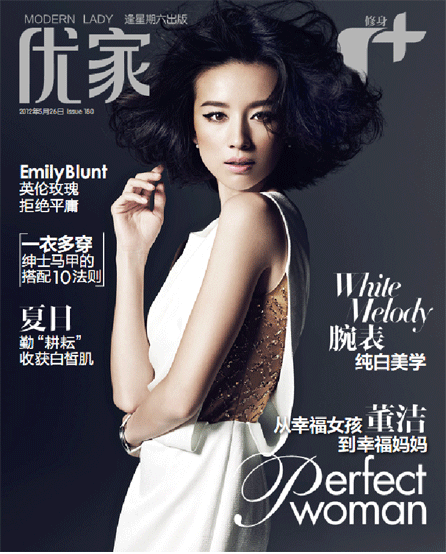 MODERN LADY 逢星期六出版
优家
修身
2012年5月26日 Issue 180
EmilyBlunt
英伦玫瑰
拒绝平庸
一衣多穿
绅士马甲的
搭配10法则
夏日
勤“耕耘”
收获白皙肌
White
Melody
腕表
纯白美学
从幸福女孩 董洁
到幸福妈妈
Perfect
woman